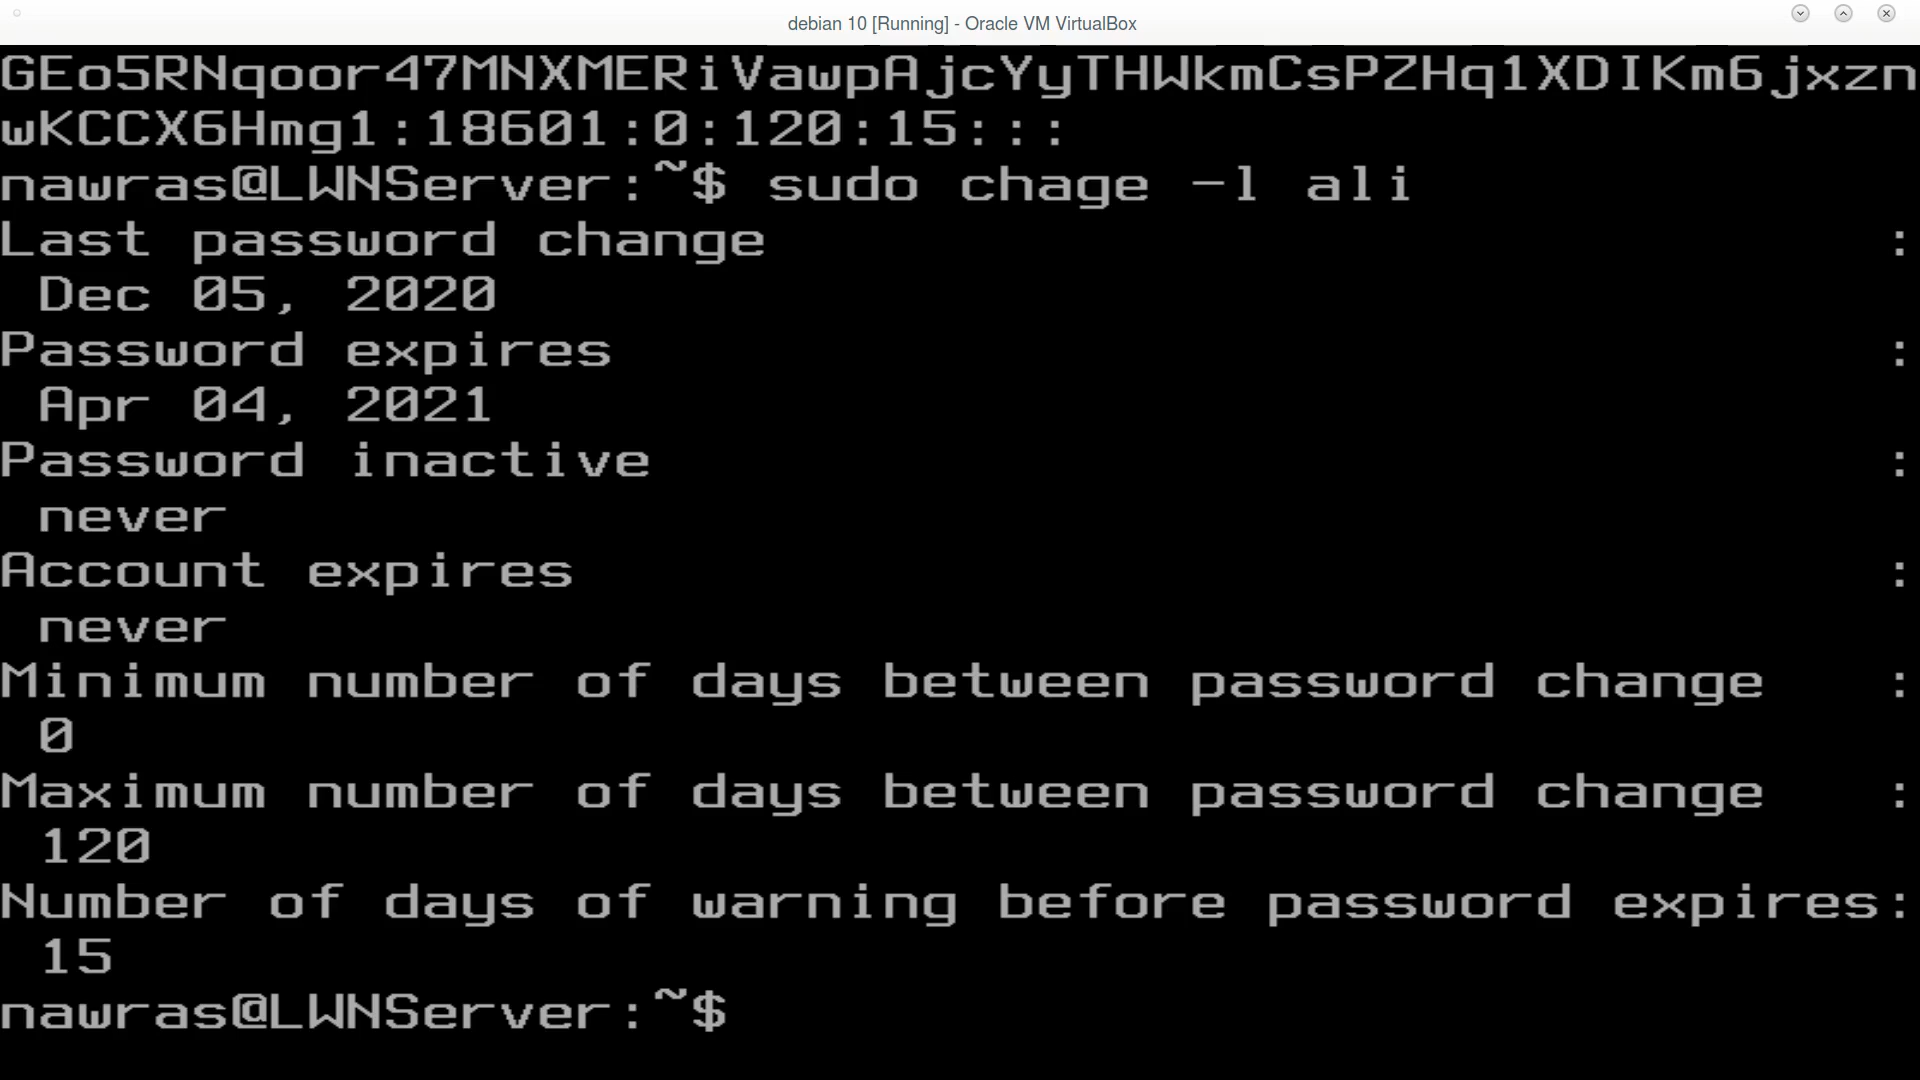 debian 10 [Running] - Oracle VM VirtualBox
GEo5RNqoor47MNXMERiVawpAjcYyTHWkmCsPZHq1XDIKm6jxzn
wKCCX6Hmg1:18601:0:120:15:::
nawras@LWNServer:~$ sudo chage -l ali
Last password change :
Dec 05, 2020
Password expires :
Apr 04, 2021
Password inactive :
never
Account expires :
never
Minimum number of days between password change :
0
Maximum number of days between password change :
120
Number of days of warning before password expires:
15
nawras@LWNServer:~$